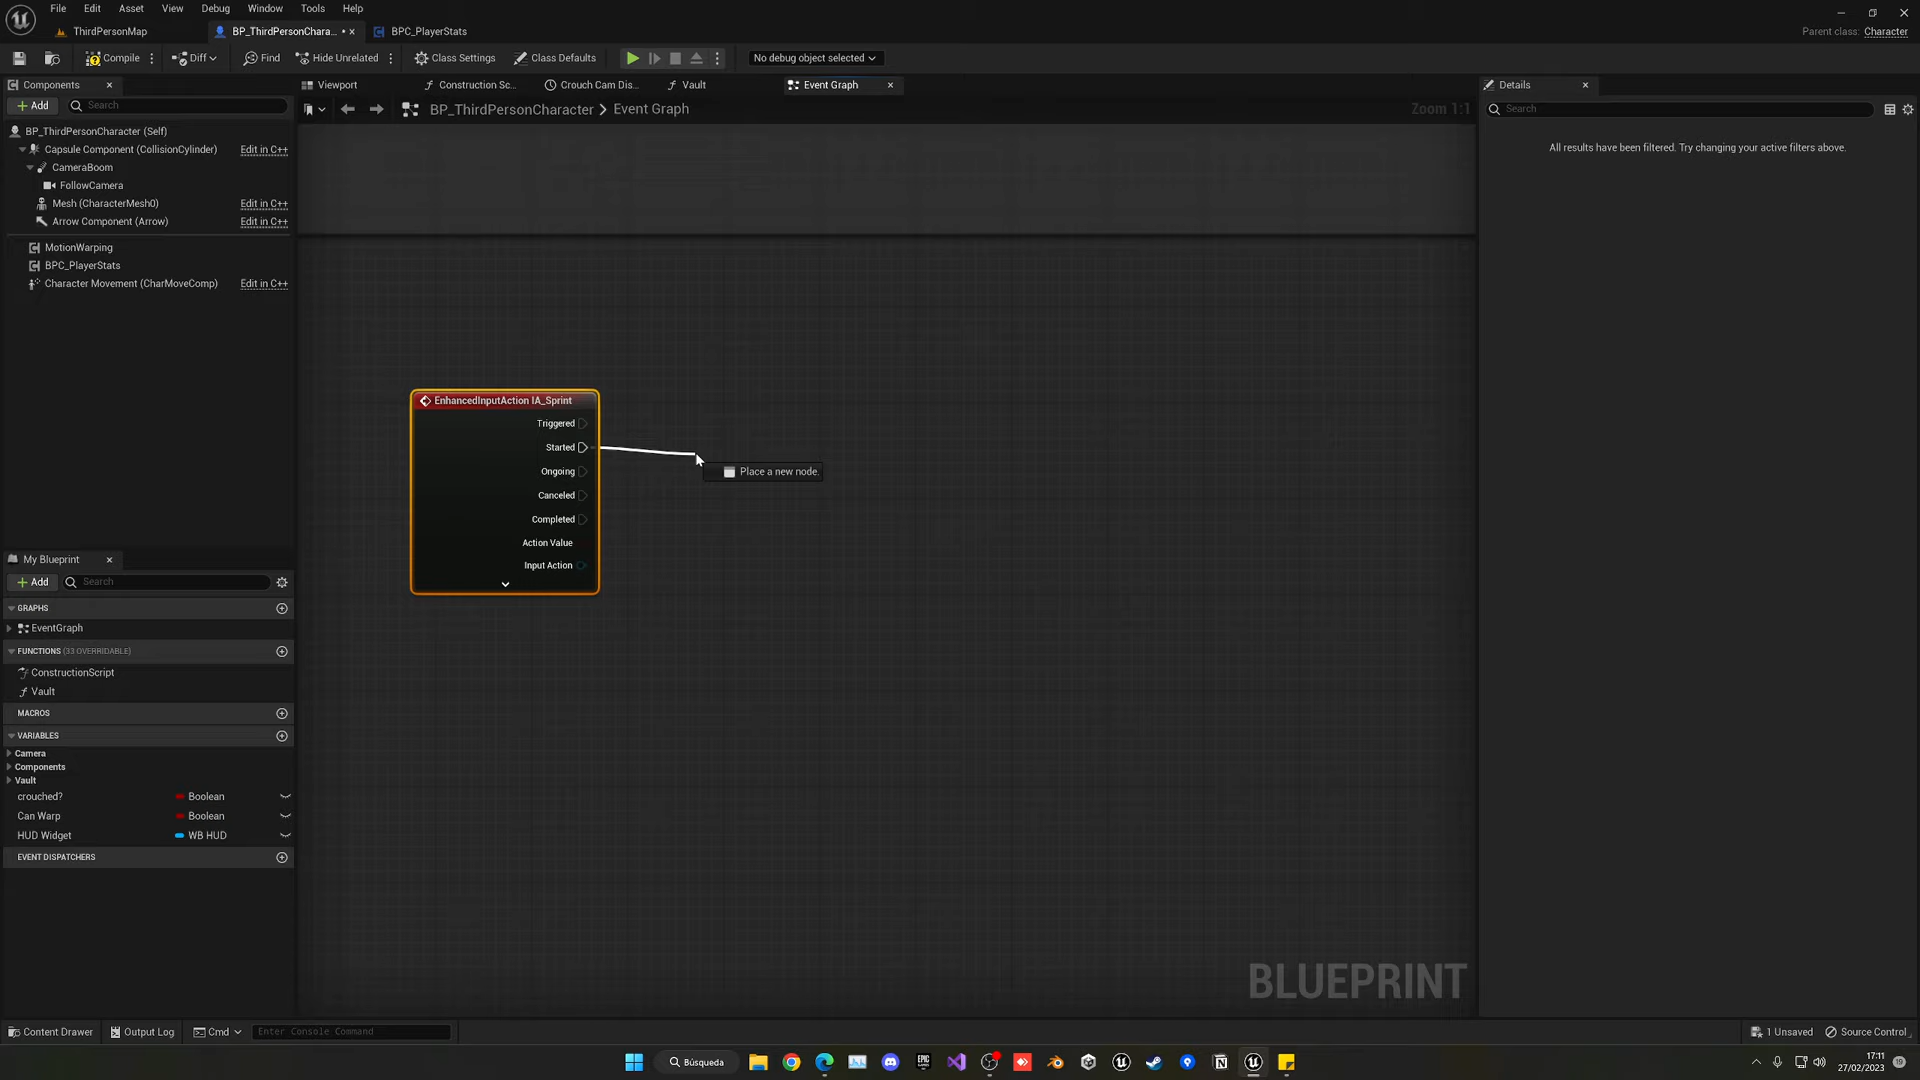 File Edit Asset View Debug Window Tools Help
ThirdPersonMap BP_ThirdPersonChara... • × BPC_PlayerStats
Parent class: Character
Compile Diff Find Hide Unrelated Class Settings Class Defaults No debug object selected
Components × Viewport Construction Sc... Crouch Cam Dis... Vault Event Graph × Details ×
+ Add Search BP_ThirdPersonCharacter > Event Graph Zoom 1:1 Search
BP_ThirdPersonCharacter (Self)
Capsule Component (CollisionCylinder) Edit in C++
All results have been filtered. Try changing your active filters above.
CameraBoom
FollowCamera
Mesh (CharacterMesh0) Edit in C++
Arrow Component (Arrow) Edit in C++
MotionWarping
BPC_PlayerStats
Character Movement (CharMoveComp) Edit in C++
EnhancedInputAction IA_Sprint
Triggered
Started
Ongoing
Place a new node.
Canceled
Completed
Action Value
Input Action
My Blueprint ×
+ Add Search
GRAPHS
EventGraph
FUNCTIONS (33 OVERRIDABLE)
ConstructionScript
Vault
MACROS
VARIABLES
Camera
Components
Vault
crouched? Boolean
Can Warp Boolean
HUD Widget WB HUD
EVENT DISPATCHERS
BLUEPRINT
Content Drawer Output Log Cmd Enter Console Command 1 Unsaved Source Control
Búsqueda
EPIC GAMES
17:11
27/02/2023
19